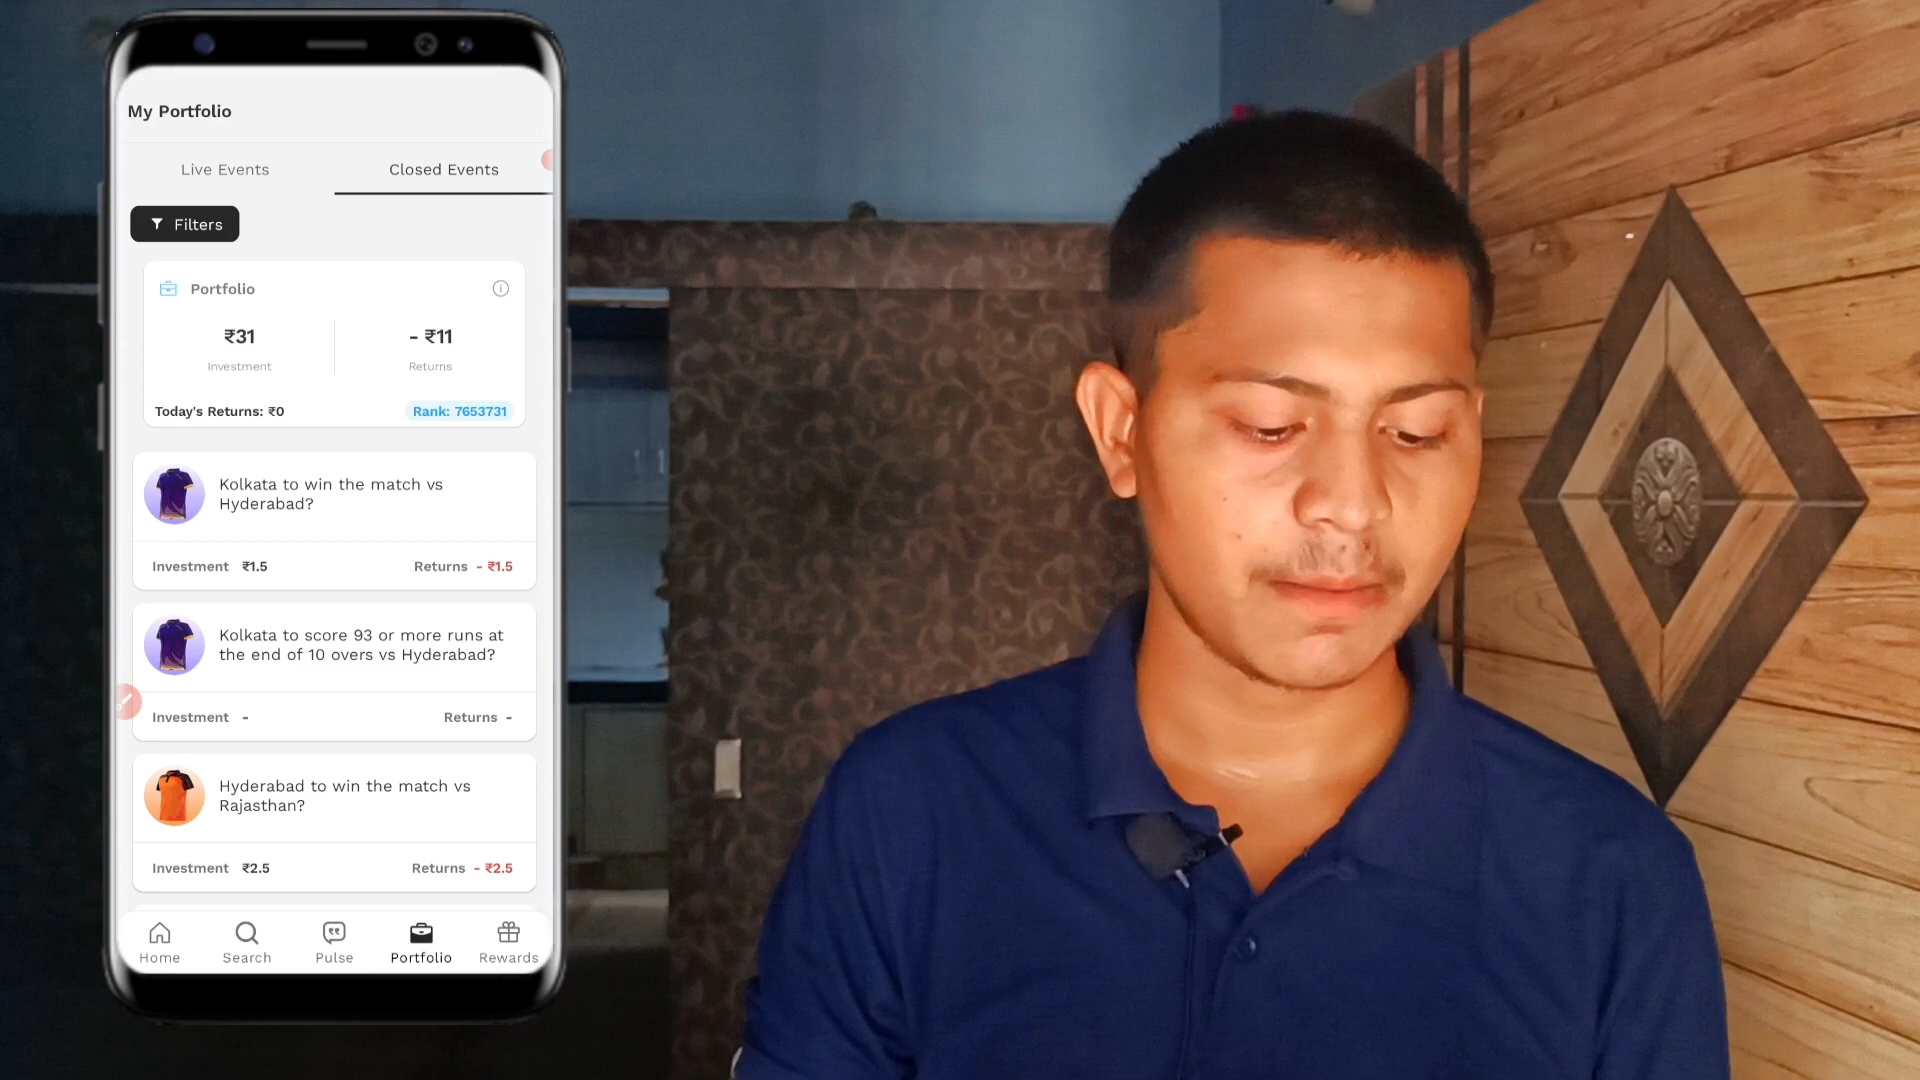 My Portfolio
Live Events
Closed Events
Filters
Portfolio
₹31
- ₹11
Investment
Returns
Today's Returns: ₹0
Rank: 7653731
Kolkata to win the match vs
Hyderabad?
Investment ₹1.5
Returns - ₹1.5
Kolkata to score 93 or more runs at
the end of 10 overs vs Hyderabad?
Investment -
Returns -
Hyderabad to win the match vs
Rajasthan?
Investment ₹2.5
Returns - ₹2.5
Home
Search
Pulse
Portfolio
Rewards